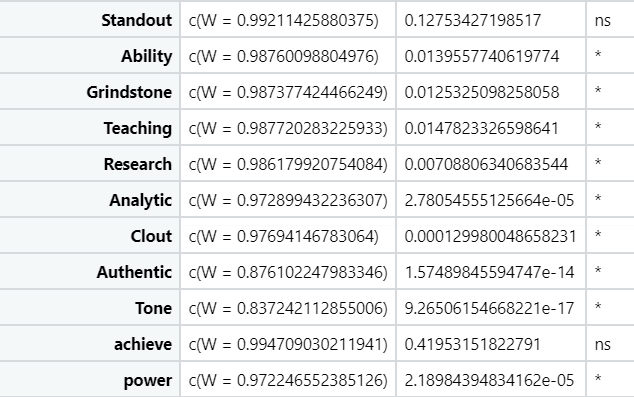 Standout c(W = 0.99211425880375) 0.12753427198517 ns
Ability c(W = 0.98760098804976) 0.0139557740619774 *
Grindstone c(W = 0.987377424466249) 0.0125325098258058 *
Teaching c(W = 0.987720283225933) 0.0147823326598641 *
Research c(W = 0.986179920754084) 0.00708806340683544 *
Analytic c(W = 0.972899432236307) 2.78054555125664e-05 *
Clout c(W = 0.97694146783064) 0.000129980048658231 *
Authentic c(W = 0.876102247983346) 1.57489845594747e-14 *
Tone c(W = 0.837242112855006) 9.26506154668221e-17 *
achieve c(W = 0.994709030211941) 0.41953151822791 ns
power c(W = 0.972246552385126) 2.18984394834162e-05 *